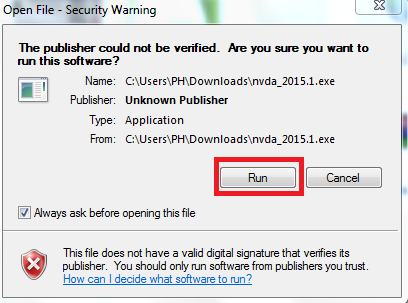 Open File - Security Warning
The publisher could not be verified.  Are you sure you want to
run this software?
Name: C:\Users\PH\Downloads\nvda_2015.1.exe
Publisher: Unknown Publisher
Type: Application
From: C:\Users\PH\Downloads\nvda_2015.1.exe
Run Cancel
Always ask before opening this file
This file does not have a valid digital signature that verifies its
publisher.  You should only run software from publishers you trust.
How can I decide what software to run?